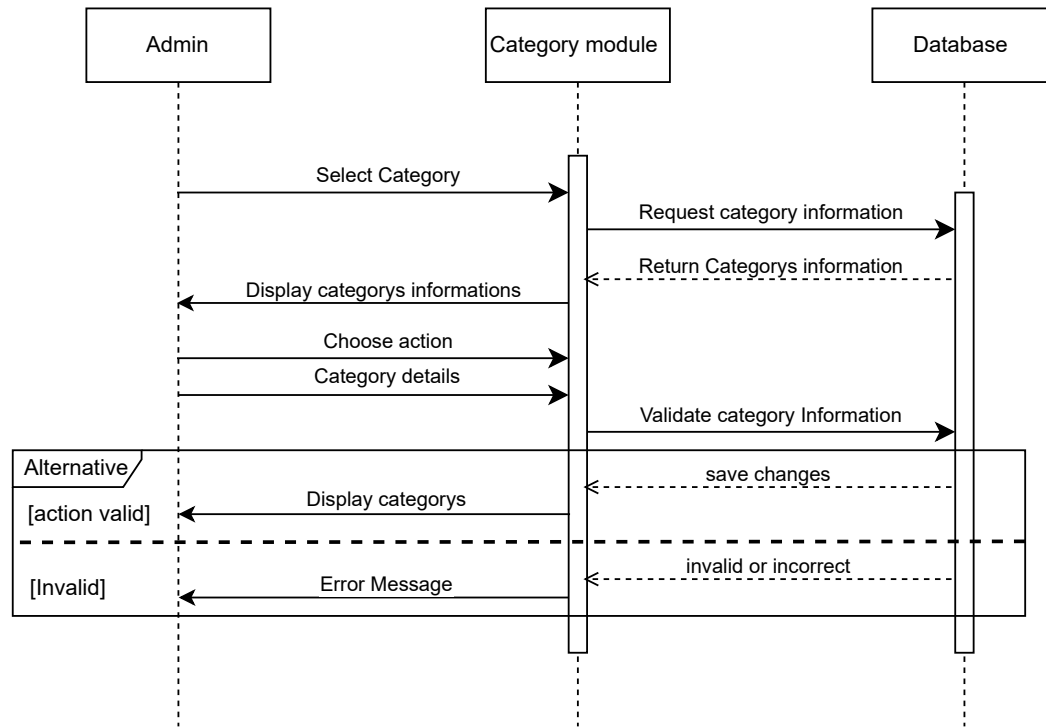 Admin
Category module
Database
Select Category
Request category information
Return Categorys information
Display categorys informations
Choose action
Category details
Validate category Information
Alternative
save changes
Display categorys
[action valid]
invalid or incorrect
Error Message
[Invalid]